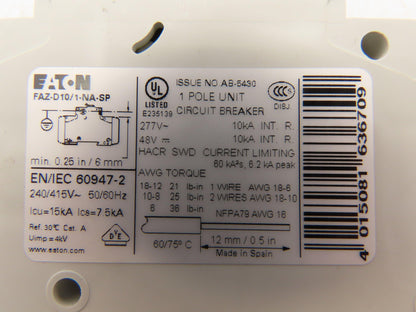 EATON
FAZ-D10/1-NA-SP
min. 0.25 in / 6 mm
EN/IEC 60947-2
240/415V~ 50/60Hz
Icu=15kA Ics=7.5kA
Ref. 30°C Cat. A
Uimp = 4kV
www.eaton.com
DVE
UL
LISTED
E235139
ISSUE NO AB-5430
1 POLE UNIT
CIRCUIT BREAKER
CCC
DISJ.
277V~ 10kA INT. R.
48V 10kA INT. R.
HACR SWD CURRENT LIMITING
80 kA²s, 6.2 kA peak
AWG TORQUE
18-12 21 lb-in 1 WIRE AWG 18-6
10-8 25 lb-in 2 WIRES AWG 18-10
6 36 lb-in
NFPA79 AWG 16
60/75° C
12 mm / 0.5 in
Made in Spain
4 015081 636709